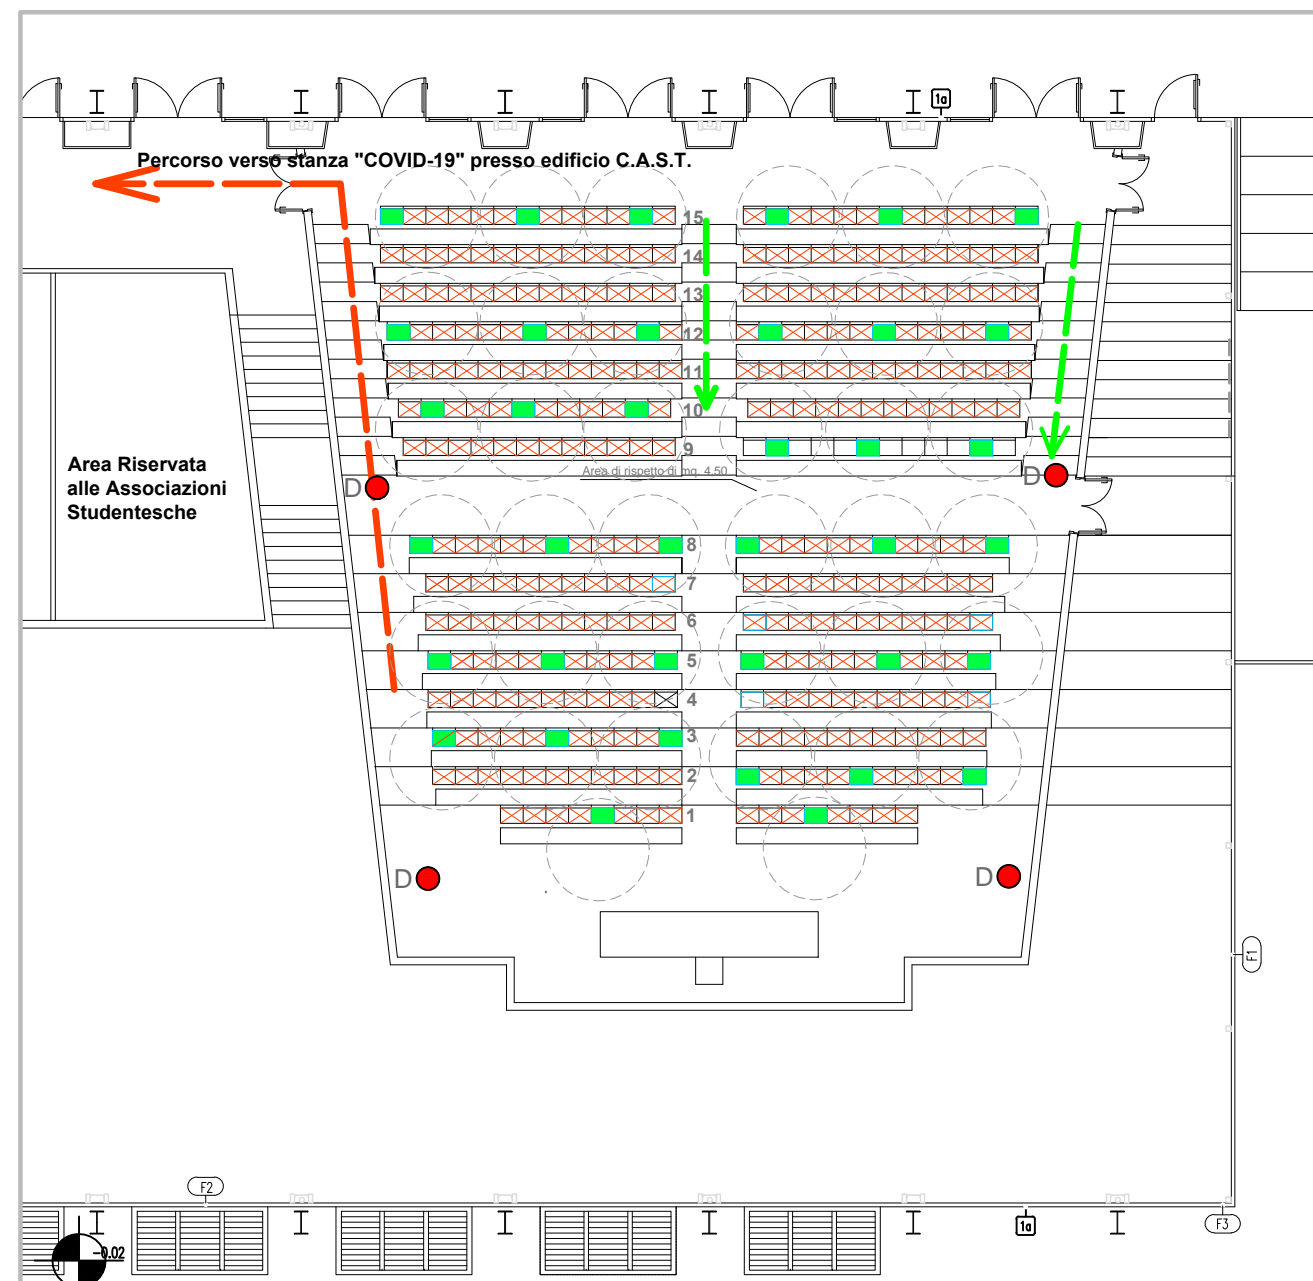 1a
Percorso verso stanza "COVID-19" presso edificio C.A.S.T.
15
14
13
12
11
10
9
Area di rispetto di mq. 4.50
Area Riservata
alle Associazioni
Studentesche
D
D
8
7
6
5
4
3
2
1
D
D
F1
F2
1a
F3
-0.02